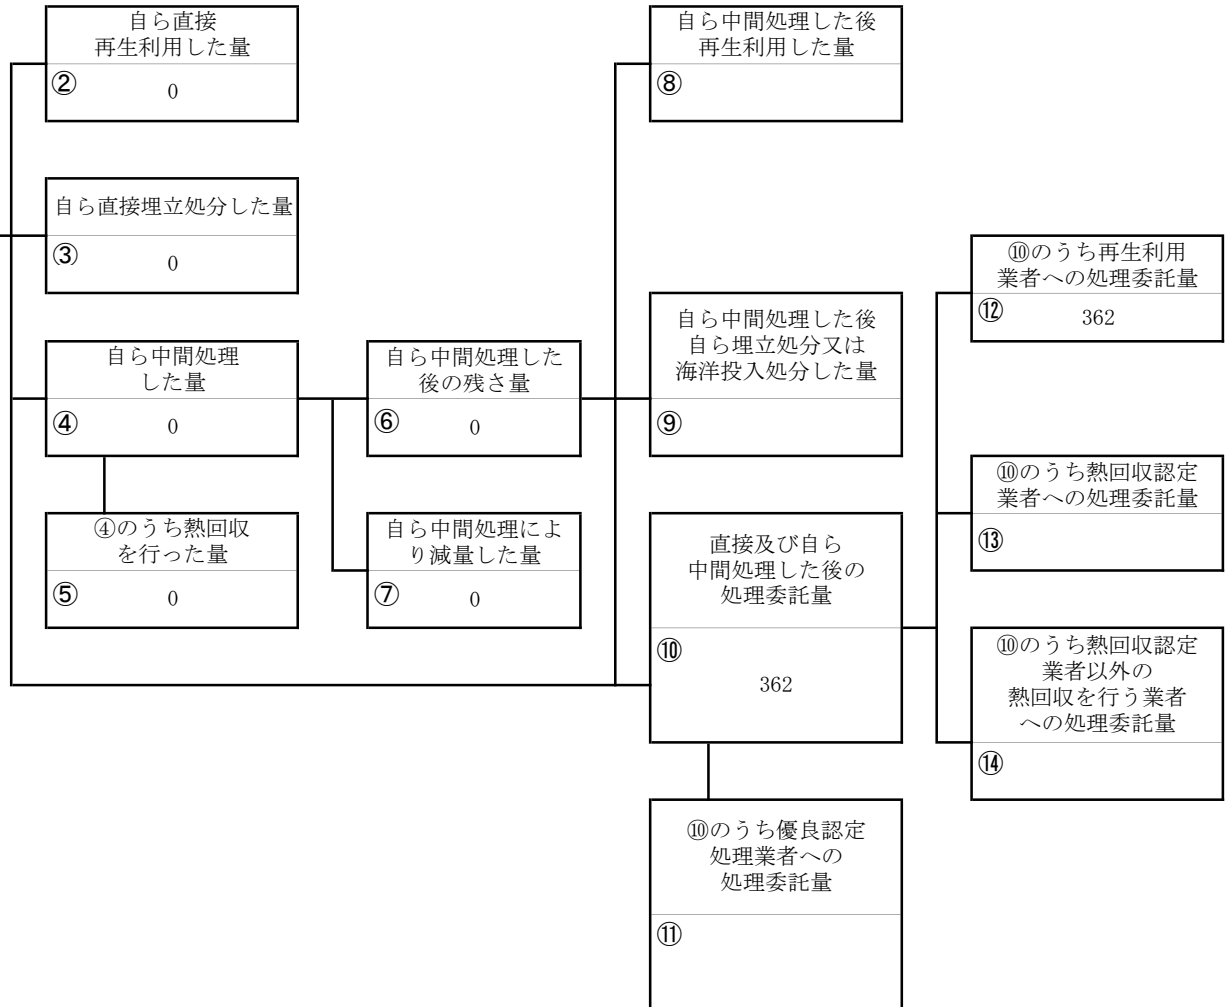 自ら直接
再生利用した量
② 0
自ら直接埋立処分した量
③ 0
自ら中間処理
した量
④ 0
④のうち熱回収
を行った量
⑤ 0
自ら中間処理した
後の残さ量
⑥ 0
自ら中間処理によ
り減量した量
⑦ 0
自ら中間処理した後
再生利用した量
⑧
自ら中間処理した後
自ら埋立処分又は
海洋投入処分した量
⑨
直接及び自ら
中間処理した後の
処理委託量
⑩
362
⑩のうち優良認定
処理業者への
処理委託量
⑪
⑩のうち再生利用
業者への処理委託量
⑫ 362
⑩のうち熱回収認定
業者への処理委託量
⑬
⑩のうち熱回収認定
業者以外の
熱回収を行う業者
への処理委託量
⑭